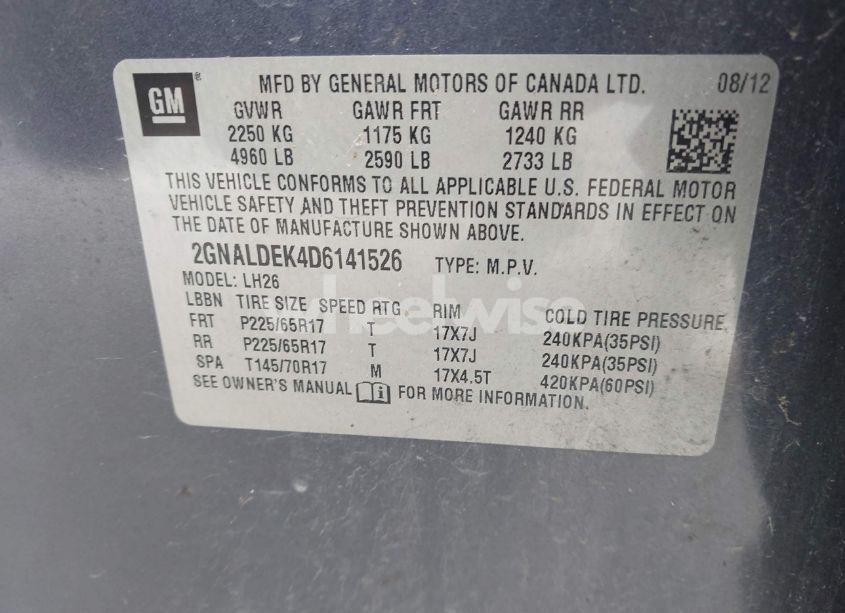 GM ® MFD BY GENERAL MOTORS OF CANADA LTD. 08/12
GVWR GAWR FRT GAWR RR
2250 KG 1175 KG 1240 KG
4960 LB 2590 LB 2733 LB
THIS VEHICLE CONFORMS TO ALL APPLICABLE U.S. FEDERAL MOTOR
VEHICLE SAFETY AND THEFT PREVENTION STANDARDS IN EFFECT ON
THE DATE OF MANUFACTURE SHOWN ABOVE.
2GNALDEK4D6141526 TYPE: M.P.V.
MODEL: LH26
LBBN TIRE SIZE SPEED RTG RIM COLD TIRE PRESSURE
FRT P225/65R17 T 17X7J 240KPA(35PSI)
RR P225/65R17 T 17X7J 240KPA(35PSI)
SPA T145/70R17 M 17X4.5T 420KPA(60PSI)
SEE OWNER'S MANUAL i FOR MORE INFORMATION.
wheelwise